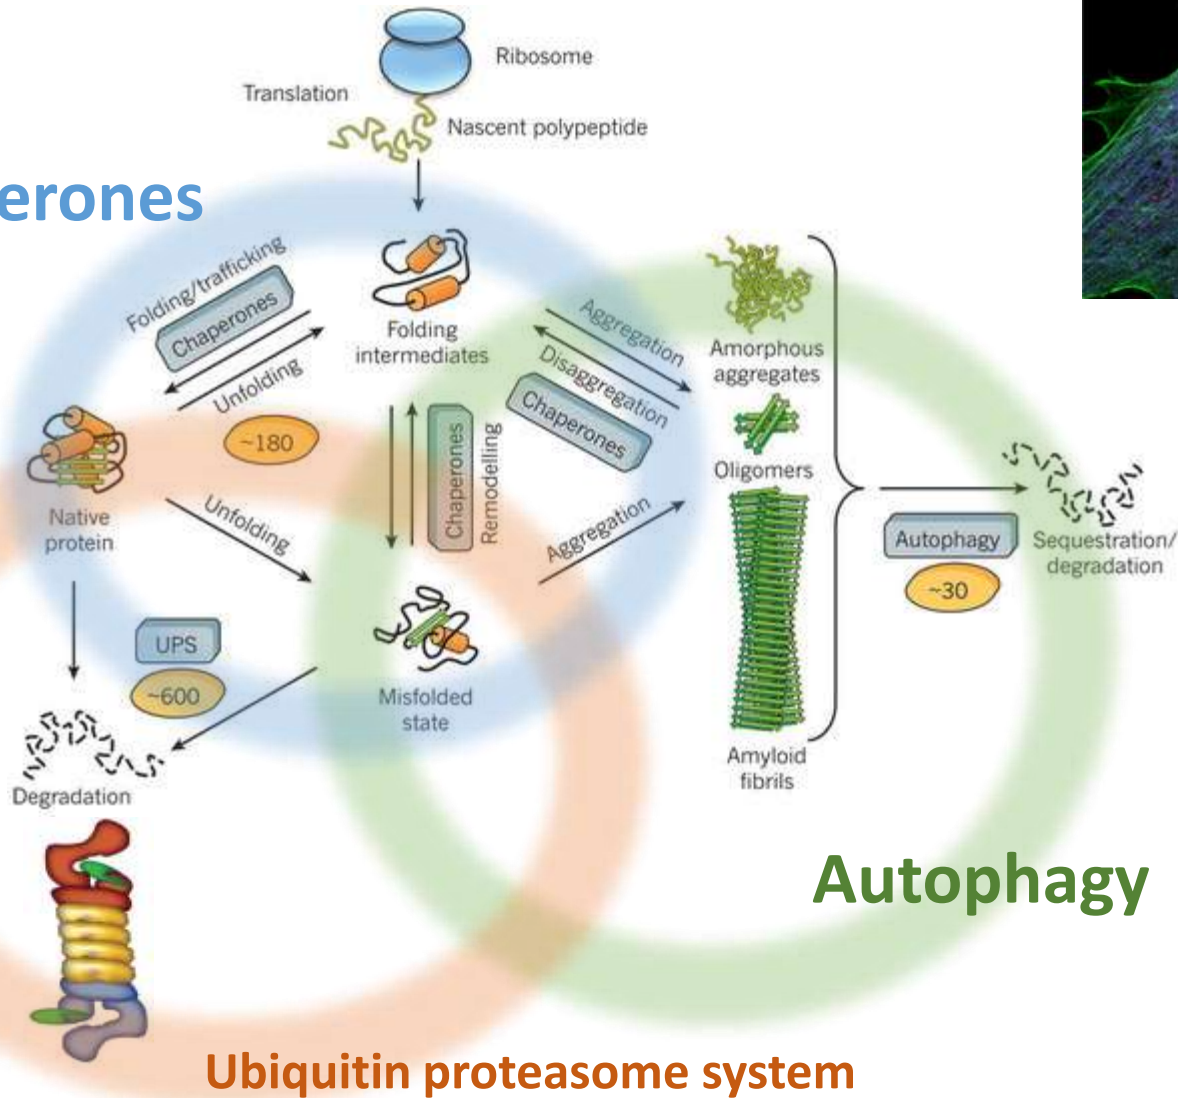 Ribosome
Translation
Nascent polypeptide
erones
Folding/trafficking
Chaperones
Unfolding
~180
Folding
intermediates
Aggregation
Disaggregation
Chaperones
Amorphous
aggregates
Oligomers
Amyloid
fibrils
Chaperones
Remodelling
Native
protein
Unfolding
Aggregation
Misfolded
state
UPS
~600
Degradation
Autophagy
~30
Sequestration/
degradation
Autophagy
Ubiquitin proteasome system